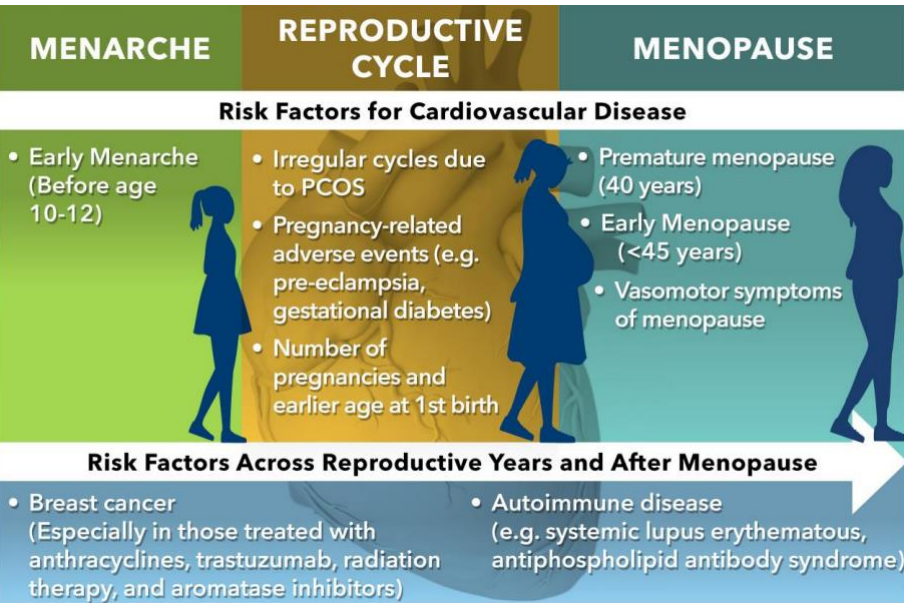 MENARCHE
REPRODUCTIVE
CYCLE
MENOPAUSE
Risk Factors for Cardiovascular Disease
• Early Menarche
(Before age
10-12)
• Irregular cycles due
to PCOS
• Pregnancy-related
adverse events (e.g.
pre-eclampsia,
gestational diabetes)
• Number of
pregnancies and
earlier age at 1st birth
• Premature menopause
(40 years)
• Early Menopause
(<45 years)
• Vasomotor symptoms
of menopause
Risk Factors Across Reproductive Years and After Menopause
• Breast cancer
(Especially in those treated with
anthracyclines, trastuzumab, radiation
therapy, and aromatase inhibitors)
• Autoimmune disease
(e.g. systemic lupus erythematous,
antiphospholipid antibody syndrome)